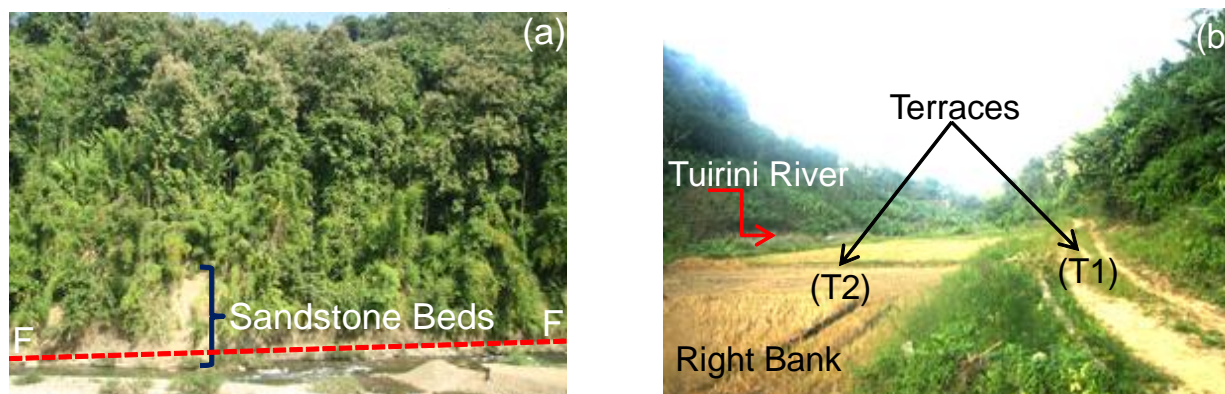 (a)
F
F
Sandstone Beds
(b
Terraces
Tuirini River
(T2)
(T1)
Right Bank